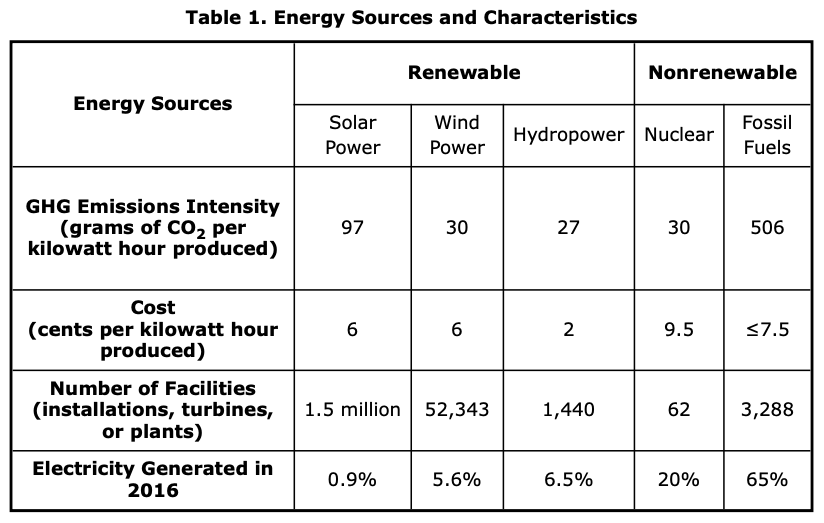 Table 1. Energy Sources and Characteristics
Energy Sources
Renewable
Nonrenewable
Solar
Power
Wind
Power
Hydropower
Nuclear
Fossil
Fuels
GHG Emissions Intensity
(grams of CO₂ per
kilowatt hour produced)
97
30
27
30
506
Cost
(cents per kilowatt hour
produced)
6
6
2
9.5
≤7.5
Number of Facilities
(installations, turbines,
or plants)
1.5 million
52,343
1,440
62
3,288
Electricity Generated in
2016
0.9%
5.6%
6.5%
20%
65%